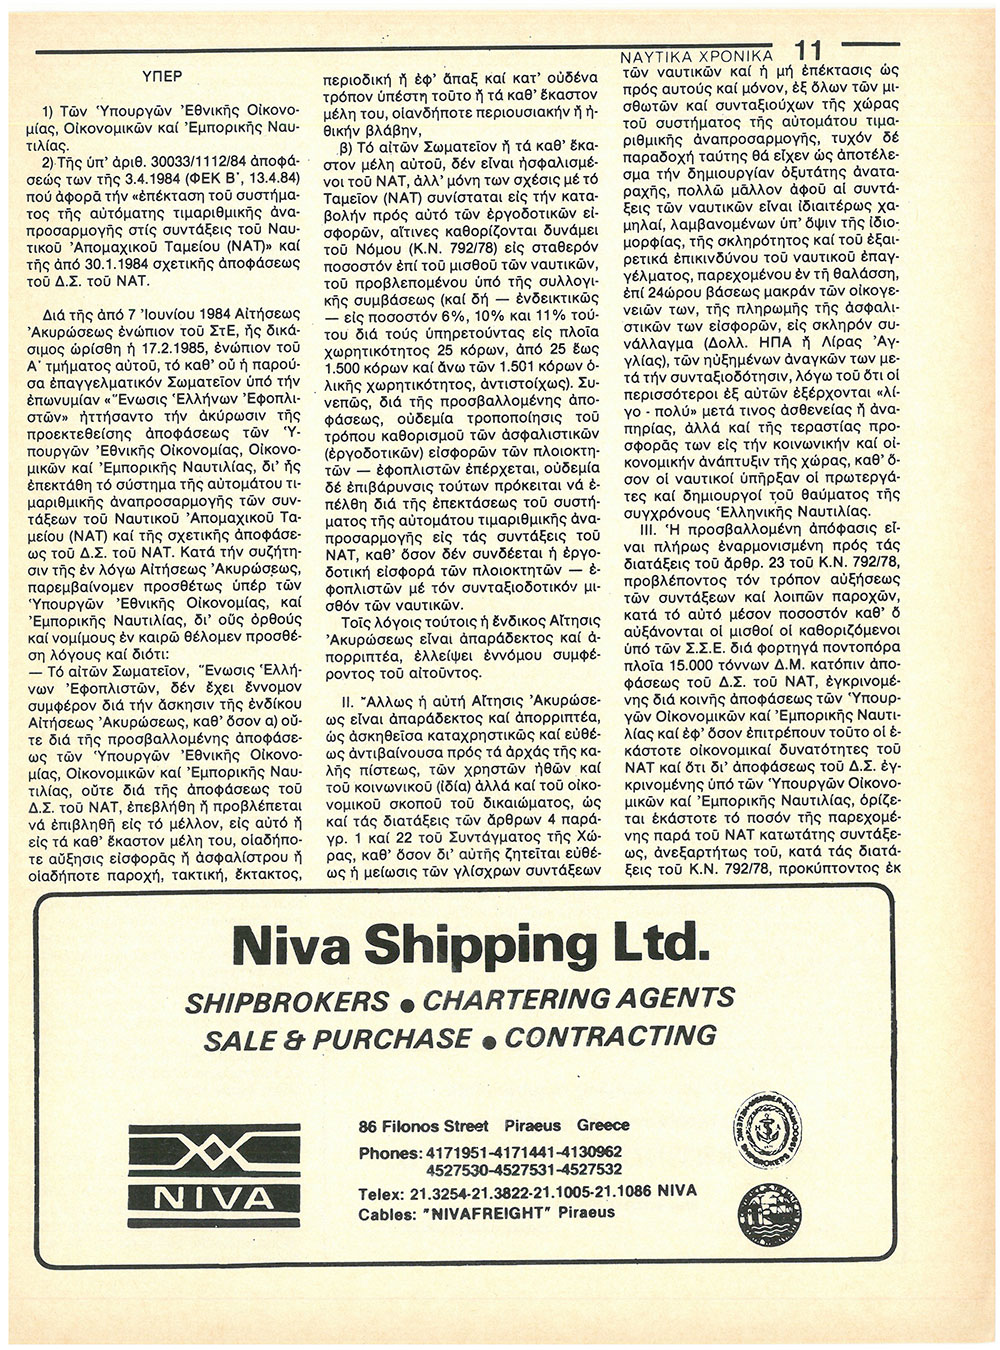 ΝΑΥΤΙΚΑ ΧΡΟΝΙΚΑ 11
ΥΠΕΡ
1) Τῶν Ὑπουργῶν Ἐθνικῆς Οἰκονο-
μίας, Οἰκονομικῶν καί Ἐμπορικῆς Ναυ-
τιλίας.
2) Τῆς ὑπ' ἀριθ. 30033/1112/84 ἀποφά-
σεώς των τῆς 3.4.1984 (ΦΕΚ Β', 13.4.84)
πού ἀφορᾶ τήν «ἐπέκταση τοῦ συστήμα-
τος τῆς αὐτόματης τιμαριθμικῆς ἀνα-
προσαρμογῆς στίς συντάξεις τοῦ Ναυ-
τικοῦ Ἀπομαχικοῦ Ταμείου (ΝΑΤ)» καί
τῆς ἀπό 30.1.1984 σχετικῆς ἀποφάσεως
τοῦ Δ.Σ. τοῦ ΝΑΤ.
Διά τῆς ἀπό 7 Ἰουνίου 1984 Αἰτήσεως
Ἀκυρώσεως ἐνώπιον τοῦ ΣτΕ, ἧς δικά-
σιμος ὡρίσθη ἡ 17.2.1985, ἐνώπιον τοῦ
Α' τμήματος αὐτοῦ, τό καθ' οὗ ἡ παροῦ-
σα ἐπαγγελματικόν Σωματεῖον ὑπό τήν
ἐπωνυμίαν «Ἕνωσις Ἑλλήνων Ἐφοπλι-
στῶν» ἠττήσαντο τήν ἀκύρωσιν τῆς
προεκτεθείσης ἀποφάσεως τῶν Ὑ-
πουργῶν Ἐθνικῆς Οἰκονομίας, Οἰκονο-
μικῶν καί Ἐμπορικῆς Ναυτιλίας, δι' ἧς
ἐπεκτάθη τό σύστημα τῆς αὐτομάτου τι-
μαριθμικῆς ἀναπροσαρμογῆς τῶν συν-
τάξεων τοῦ Ναυτικοῦ Ἀπομαχικοῦ Τα-
μείου (ΝΑΤ) καί τῆς σχετικῆς ἀποφάσε-
ως τοῦ Δ.Σ. τοῦ ΝΑΤ. Κατά τήν συζήτη-
σιν τῆς ἐν λόγω Αἰτήσεως Ἀκυρώσεως,
παρεμβαίνομεν προσθέτως ὑπέρ τῶν
Ὑπουργῶν Ἐθνικῆς Οἰκονομίας, καί
Ἐμπορικῆς Ναυτιλίας, δι' οὕς ὀρθούς
καί νομίμους ἐν καιρῶ θέλομεν προσθέ-
ση λόγους καί διότι:
— Τό αἰτῶν Σωματεῖον, Ἕνωσις Ἑλλή-
νων Ἐφοπλιστῶν, δέν ἔχει ἔννομον
συμφέρον διά τήν ἄσκησιν τῆς ἐνδίκου
Αἰτήσεως Ἀκυρώσεως, καθ' ὅσον α) οὔ-
τε διά τῆς προσβαλλομένης ἀποφάσε-
ως τῶν Ὑπουργῶν Ἐθνικῆς Οἰκονο-
μίας, Οἰκονομικῶν καί Ἐμπορικῆς Ναυ-
τιλίας, οὔτε διά τῆς ἀποφάσεως τοῦ
Δ.Σ. τοῦ ΝΑΤ, ἐπεβλήθη ἤ προβλέπεται
νά ἐπιβληθῆ εἰς τό μέλλον, εἰς αὐτό ἤ
εἰς τά καθ' ἕκαστον μέλη του, οἱαδήπο-
τε αὔξησις εἰσφορᾶς ἤ ἀσφαλίστρου ἤ
οἱαδήποτε παροχή, τακτική, ἔκτακτος,
περιοδική ἤ ἐφ' ἅπαξ καί κατ' οὐδένα
τρόπον ὑπέστη τοῦτο ἤ τά καθ' ἕκαστον
μέλη του, οἱανδήποτε περιουσιακήν ἤ ἠ-
θικήν βλάβην,
β) Τό αἰτῶν Σωματεῖον ἤ τά καθ' ἕκα-
στον μέλη αὐτοῦ, δέν εἶναι ἠσφαλισμέ-
νοι τοῦ ΝΑΤ, ἀλλ' μόνη των σχέσις μέ τό
Ταμεῖον (ΝΑΤ) συνίσταται εἰς τήν κατα-
βολήν πρός αὐτό τῶν ἐργοδοτικῶν εἰ-
σφορῶν, αἵτινες καθορίζονται δυνάμει
τοῦ Νόμου (Κ.Ν. 792/78) εἰς σταθερόν
ποσοστόν ἐπί τοῦ μισθοῦ τῶν ναυτικῶν,
τοῦ προβλεπομένου ὑπό τῆς συλλογι-
κῆς συμβάσεως (καί δή — ἐνδεικτικῶς
— εἰς ποσοστόν 6%, 10% καί 11% τού-
του διά τούς ὑπηρετούντας εἰς πλοῖα
χωρητικότητος 25 κόρων, ἀπό 25 ἕως
1.500 κόρων καί ἄνω τῶν 1.501 κόρων ὁ-
λικῆς χωρητικότητος, ἀντιστοί(χως). Συ-
νεπῶς, διά τῆς προσβαλλομένης ἀπο-
φάσεως, οὐδεμία τροποποίησις τοῦ
τρόπου καθορισμοῦ τῶν ἀσφαλιστικῶν
(ἐργοδοτικῶν) εἰσφορῶν τῶν πλοιοκτη-
τῶν — ἐφοπλιστῶν ἐπέρχεται, οὐδεμία
δέ ἐπιβάρυνσις τούτων πρόκειται νά ἐ-
πέλθη διά τῆς ἐπεκτάσεως τοῦ συστή-
ματος τῆς αὐτομάτου τιμαριθμικῆς ἀνα-
προσαρμογῆς εἰς τάς συντάξεις τοῦ
ΝΑΤ, καθ' ὅσον δέν συνδέεται ἡ ἐργο-
δοτική εἰσφορά τῶν πλοιοκτητῶν — ἐ-
φοπλιστῶν μέ τόν συνταξιοδοτικόν μι-
σθόν τῶν ναυτικῶν.
Τοῖς λόγοις τούτοις ἡ ἔνδικος Αἴτησις
Ἀκυρώσεως εἶναι ἀπαράδεκτος καί ἀ-
πορριπτέα, ἐλλείψει ἐννόμου συμφέ-
ροντος τοῦ αἰτοῦντος.
ΙΙ. Ἄλλως ἡ αὐτή Αἴτησις Ἀκυρώσε-
ως εἶναι ἀπαράδεκτος καί ἀπορριπτέα,
ὡς ἀσκηθεῖσα καταχρηστικῶς καί εὐθέ-
ως ἀντιβαίνουσα πρός τά ἀρχάς τῆς κα-
λῆς πίστεως, τῶν χρηστῶν ἠθῶν καί
τοῦ κοινωνικοῦ (ἰδία) ἀλλά καί τοῦ οἰκο-
νομικοῦ σκοποῦ τοῦ δικαιώματος, ὡς
καί τάς διατάξεις τῶν ἄρθρων 4 παρά-
γρ. 1 καί 22 τοῦ Συντάγματος τῆς Χώ-
ρας, καθ' ὅσον δι' αὐτῆς ζητεῖται εὐθέ-
ως ἡ μείωσις τῶν γλίσχρων συντάξεων
τῶν ναυτικῶν καί ἡ μή ἐπέκτασις ὡς
πρός αὐτούς καί μόνον, ἐξ ὅλων τῶν μι-
σθωτῶν καί συνταξιούχων τῆς χώρας
τοῦ συστήματος τῆς αὐτομάτου τιμα-
ριθμικῆς ἀναπροσαρμογῆς, τυχόν δέ
παραδοχή ταύτης θά εἶχεν ὡς ἀποτέλε-
σμα τήν δημιουργίαν ὀξυτάτης ἀνατα-
ραχῆς, πολλῶ μᾶλλον ἀφοῦ αἱ συντά-
ξεις τῶν ναυτικῶν εἶναι ἰδιαιτέρως χα-
μηλαί, λαμβανομένων ὑπ' ὄψιν τῆς ἰδιο-
μορφίας, τῆς σκληρότητος καί τοῦ ἐξαι-
ρετικά ἐπικινδύνου τοῦ ναυτικοῦ ἐπαγ-
γέλματος, παρεχομένου ἐν τῆ θαλάσση,
ἐπί 24ώρου βάσεως μακράν τῶν οἰκογε-
νειῶν των, τῆς πληρωμῆς τῆς ἀσφαλι-
στικῶν των εἰσφορῶν, εἰς σκληρόν συ-
νάλλαγμα (Δολλ. ΗΠΑ ἤ Λίρας Ἀγ-
γλίας), τῶν ηὐξημένων ἀναγκῶν των με-
τά τήν συνταξιοδότησιν, λόγω τοῦ ὅτι οἱ
περισσότεροι ἐξ αὐτῶν ἐξέρχονται «λί-
γο - πολύ» μετά τινος ἀσθενείας ἤ ἀνα-
πηρίας, ἀλλά καί τῆς τεραστίας προ-
σφορᾶς των εἰς τήν κοινωνικήν καί οἰ-
κονομικήν ἀνάπτυξιν τῆς χώρας, καθ' ὅ-
σον οἱ ναυτικοί ὑπῆρξαν οἱ πρωτεργά-
τες καί δημιουργοί τοῦ θαύματος τῆς
συγχρόνους Ἑλληνικῆς Ναυτιλίας.
ΙΙΙ. Ἡ προσβαλλομένη ἀπόφασις εἶ-
ναι πλήρως ἐναρμονισμένη πρός τάς
διατάξεις τοῦ ἄρθρ. 23 τοῦ Κ.Ν. 792/78,
προβλέποντος τόν τρόπον αὐξήσεως
τῶν συντάξεων καί λοιπῶν παροχῶν,
κατά τό αὐτό μέσον ποσοστόν καθ' ὅ
αὐξάνονται οἱ μισθοί οἱ καθοριζόμενοι
ὑπό τῶν Σ.Σ.Ε. διά φορτηγά ποντοπόρα
πλοῖα 15.000 τόννων Δ.Μ. κατόπιν ἀπο-
φάσεως τοῦ Δ.Σ. τοῦ ΝΑΤ, ἐγκρινομέ-
νης διά κοινῆς ἀποφάσεως τῶν Ὑπουρ-
γῶν Οἰκονομικῶν καί Ἐμπορικῆς Ναυτι-
λίας καί ἐφ' ὅσον ἐπιτρέπουν τοῦτο οἱ ἑ-
κάστοτε οἰκονομικαί δυνατότητες τοῦ
ΝΑΤ καί ὅτι δι' ἀποφάσεως τοῦ Δ.Σ. ἐγ-
κρινομένης ὑπό τῶν Ὑπουργῶν Οἰκονο-
μικῶν καί Ἐμπορικῆς Ναυτιλίας, ὁρίζε-
ται ἑκάστοτε τό ποσόν τῆς παρεχομέ-
νης παρά τοῦ ΝΑΤ κατωτάτης συντάξε-
ως, ἀνεξαρτήτως τοῦ, κατά τάς διατά-
ξεις τοῦ Κ.Ν. 792/78, προκύπτοντος ἐκ
Niva Shipping Ltd.
SHIPBROKERS ● CHARTERING AGENTS
SALE & PURCHASE ● CONTRACTING
NIVA
86 Filonos Street Piraeus Greece
Phones: 4171951-4171441-4130962
4527530-4527531-4527532
Telex: 21.3254-21.3822-21.1005-21.1086 NIVA
Cables: "NIVAFREIGHT" Piraeus
MEMBER
HELLENIC SHIPBROKERS ASSOCIATION